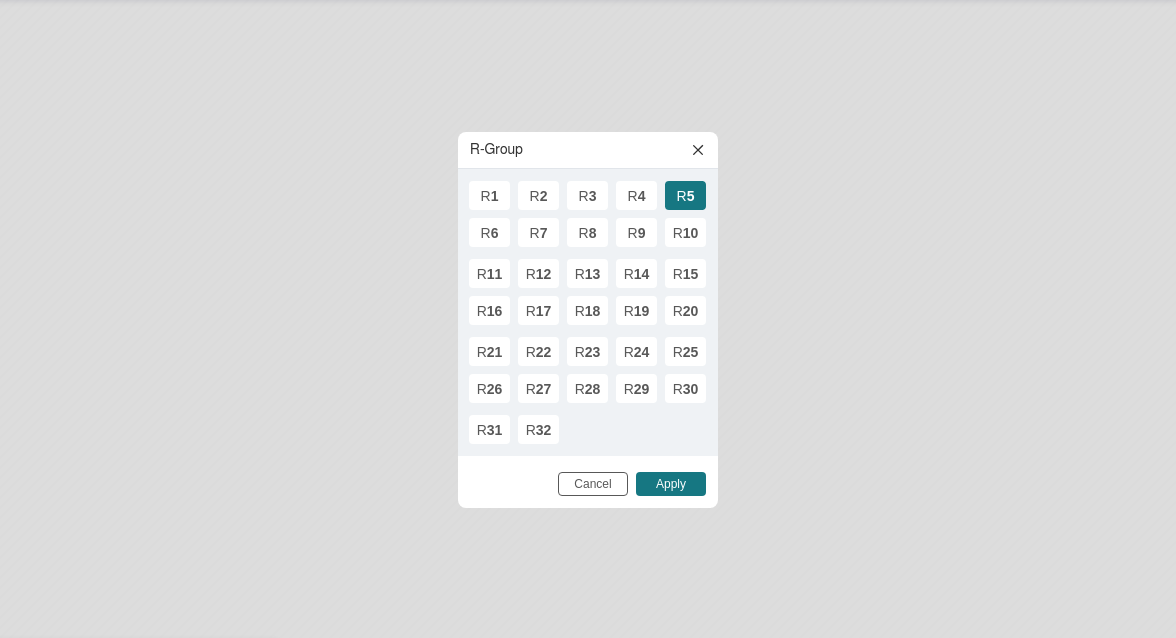 R-Group
R1 R2 R3 R4 R5
R6 R7 R8 R9 R10
R11 R12 R13 R14 R15
R16 R17 R18 R19 R20
R21 R22 R23 R24 R25
R26 R27 R28 R29 R30
R31 R32
Cancel Apply